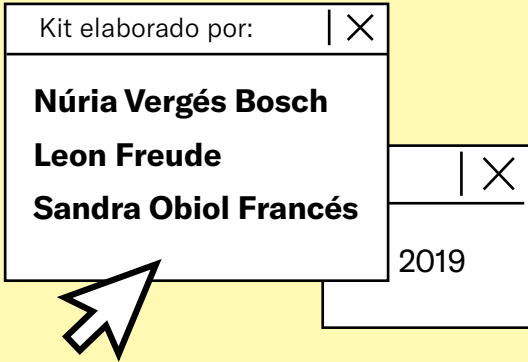 Kit elaborado por:
Núria Vergés Bosch
Leon Freude
Sandra Obiol Francés
2019